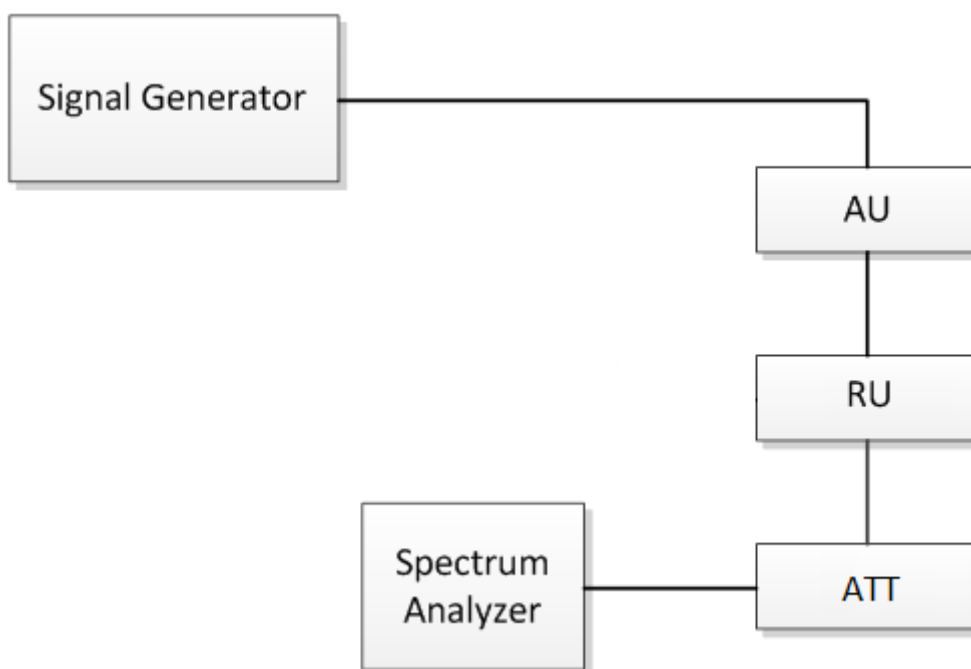 Signal Generator
AU
RU
Spectrum
Analyzer
ATT